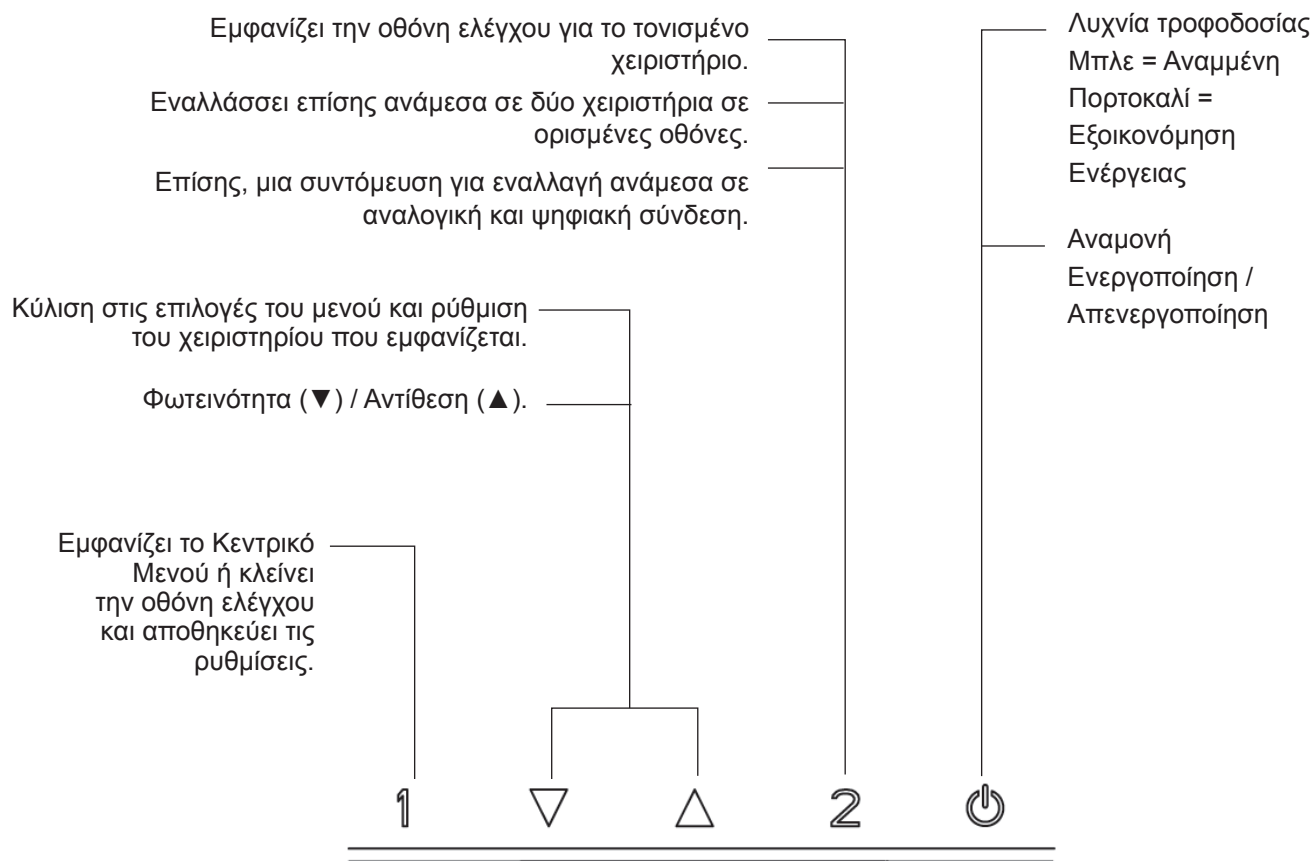 Εμφανίζει την οθόνη ελέγχου για το τονισμένο
χειριστήριο.
Εναλλάσσει επίσης ανάμεσα σε δύο χειριστήρια σε
ορισμένες οθόνες.
Επίσης, μια συντόμευση για εναλλαγή ανάμεσα σε
αναλογική και ψηφιακή σύνδεση.
Λυχνία τροφοδοσίας
Μπλε = Αναμμένη
Πορτοκαλί =
Εξοικονόμηση
Ενέργειας
Αναμονή
Ενεργοποίηση /
Απενεργοποίηση
Κύλιση στις επιλογές του μενού και ρύθμιση
του χειριστηρίου που εμφανίζεται.
Φωτεινότητα (▼) / Αντίθεση (▲).
Εμφανίζει το Κεντρικό
Μενού ή κλείνει
την οθόνη ελέγχου
και αποθηκεύει τις
ρυθμίσεις.
1 ▽ △ 2 ⏻